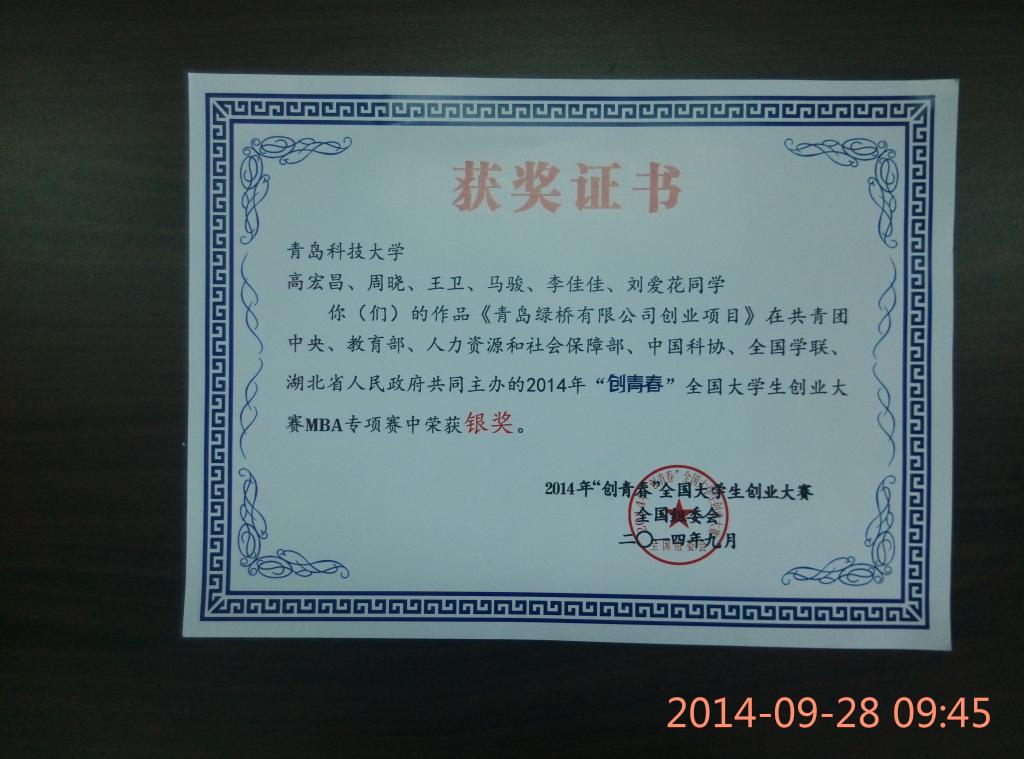 获奖证书
青岛科技大学
高宏昌、周晓、王卫、马骏、李佳佳、刘爱花同学
你（们）的作品《青岛绿桥有限公司创业项目》在共青团
中央、教育部、人力资源和社会保障部、中国科协、全国学联、
湖北省人民政府共同主办的2014年“创青春”全国大学生创业大
赛MBA专项赛中荣获银奖。
2014年“创青春”全国大学生创业大赛
全国组委会
二〇一四年九月
全国组委会
2014-09-28 09:45